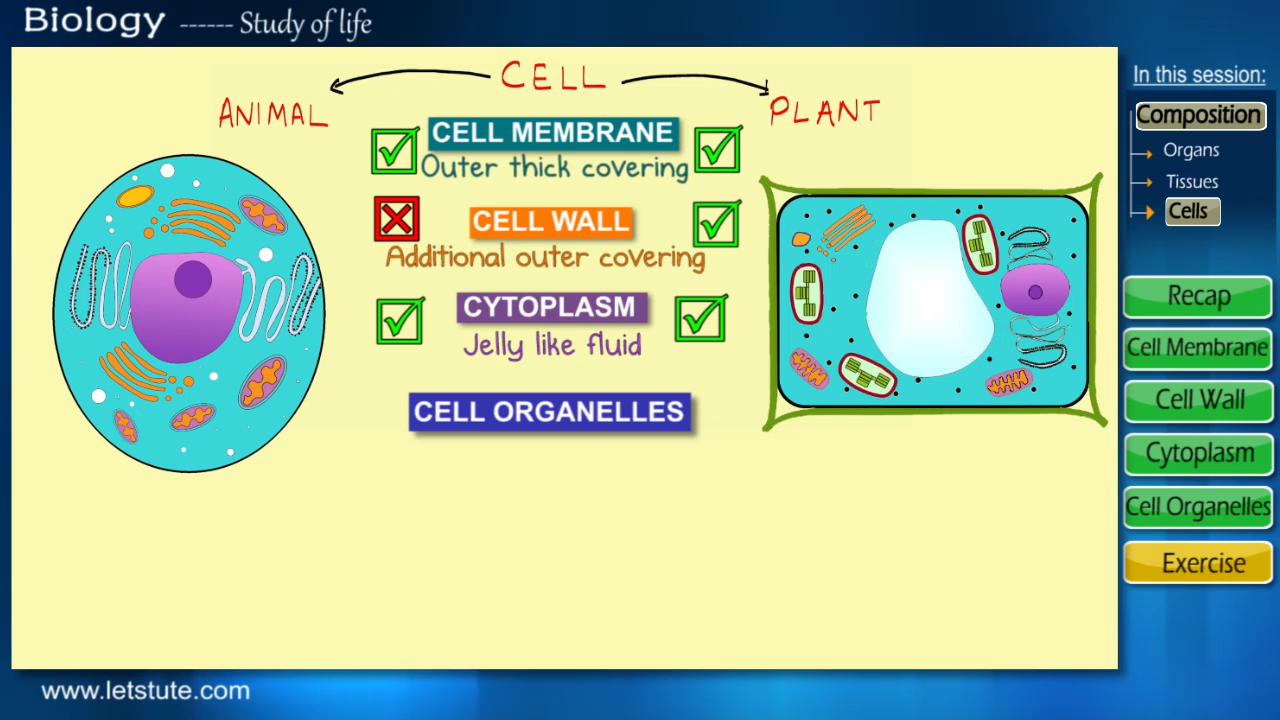 Biology ------ Study of life
CELL
ANIMAL
PLANT
CELL MEMBRANE
Outer thick covering
CELL WALL
Additional outer covering
CYTOPLASM
Jelly like fluid
CELL ORGANELLES
In this session:
Composition
Organs
Tissues
Cells
Recap
Cell Membrane
Cell Wall
Cytoplasm
Cell Organelles
Exercise
www.letstute.com